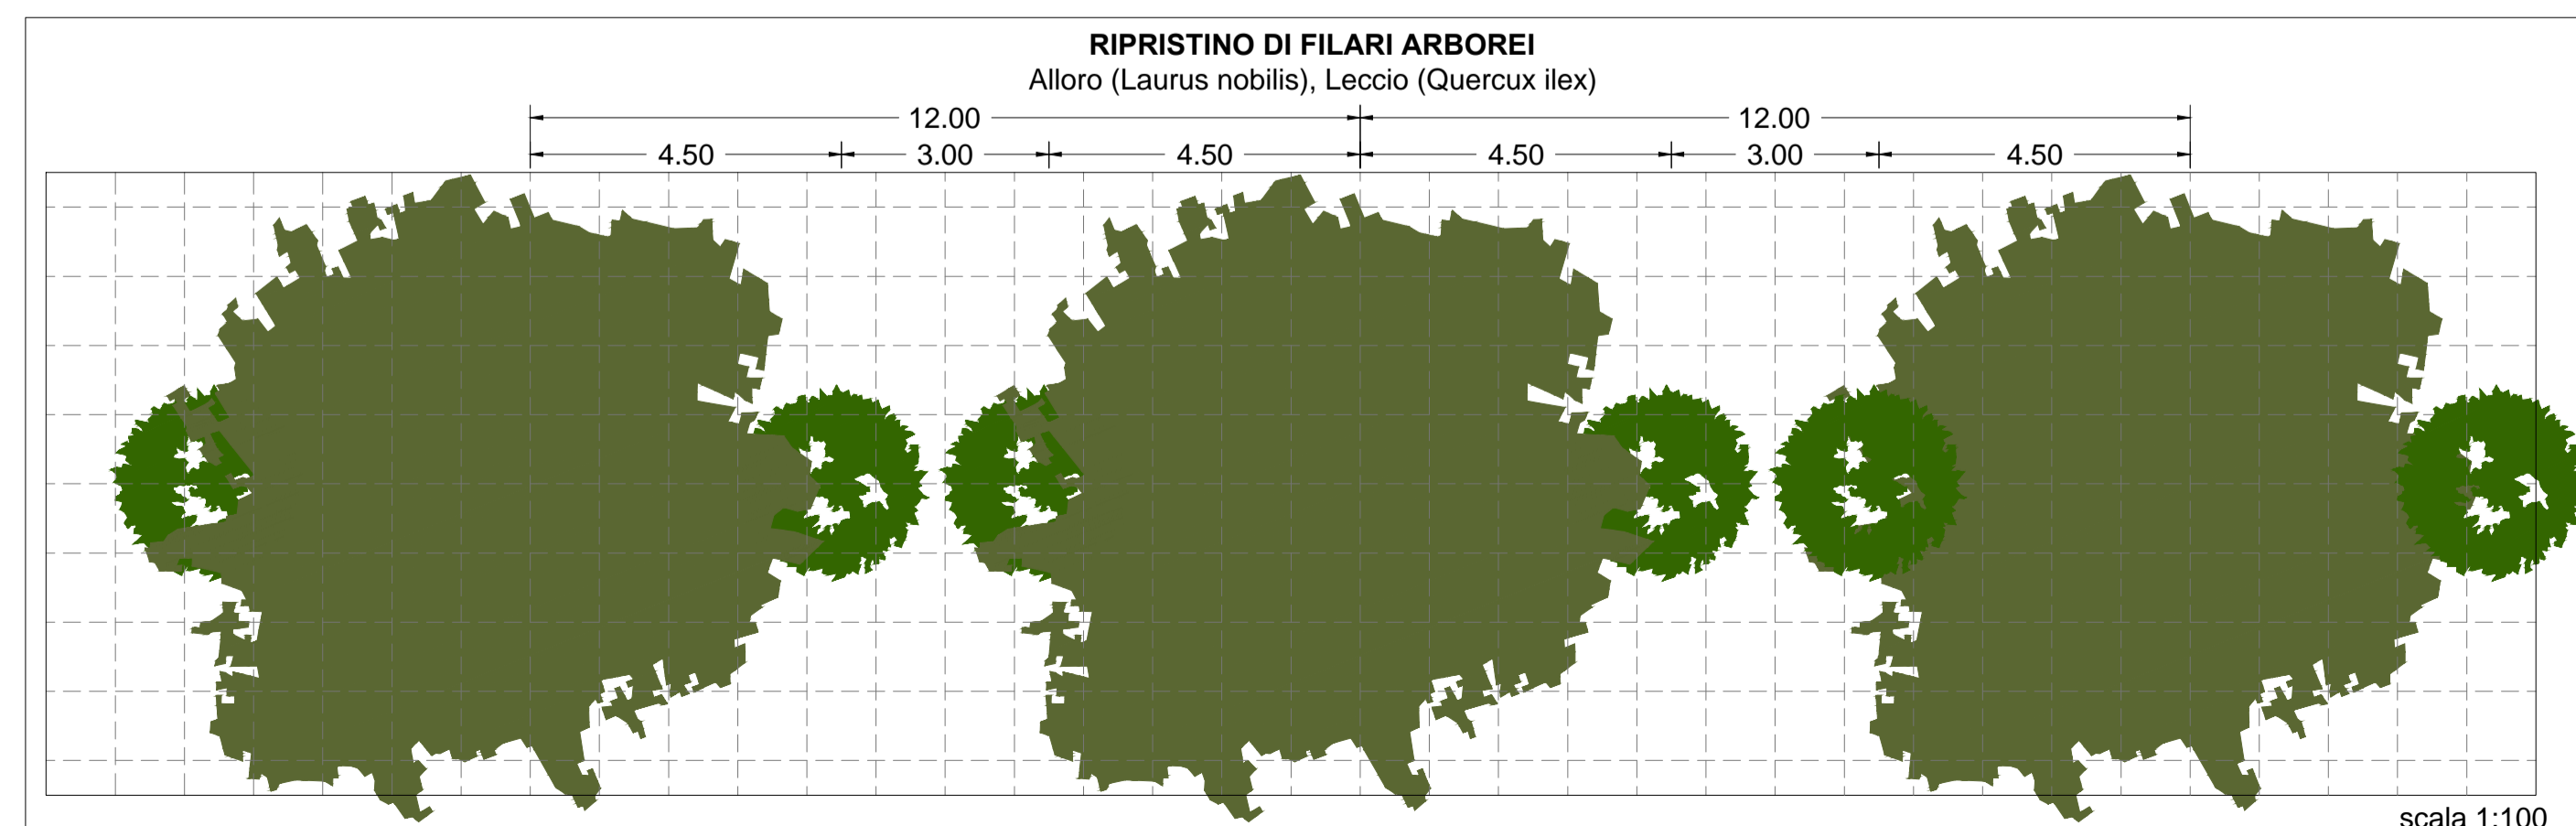 RIPRISTINO DI FILARI ARBOREI
Alloro (Laurus nobilis), Leccio (Quercux ilex)
12.00 12.00
4.50 3.00 4.50 4.50 3.00 4.50
scala 1:100